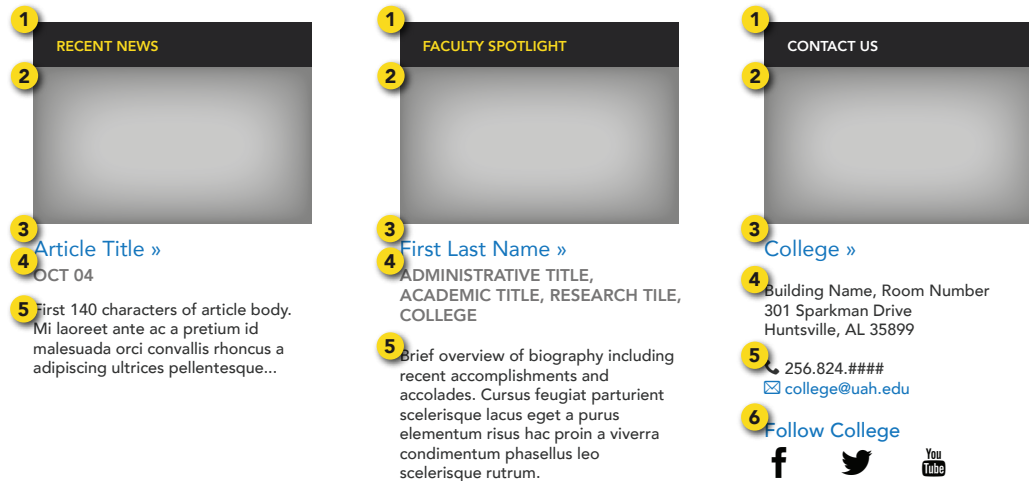 1
RECENT NEWS
2
3
Article Title »
4
OCT 04
5
First 140 characters of article body.
Mi laoreet ante ac a pretium id
malesuada orci convallis rhoncus a
adipiscing ultrices pellentesque...
1
FACULTY SPOTLIGHT
2
3
First Last Name »
4
ADMINISTRATIVE TITLE,
ACADEMIC TITLE, RESEARCH TILE,
COLLEGE
5
Brief overview of biography including
recent accomplishments and
accolades. Cursus feugiat parturient
scelerisque lacus eget a purus
elementum risus hac proin a viverra
condimentum phasellus leo
scelerisque rutrum.
1
CONTACT US
2
3
College »
4
Building Name, Room Number
301 Sparkman Drive
Huntsville, AL 35899
5
256.824.####
college@uah.edu
6
Follow College
You
Tube